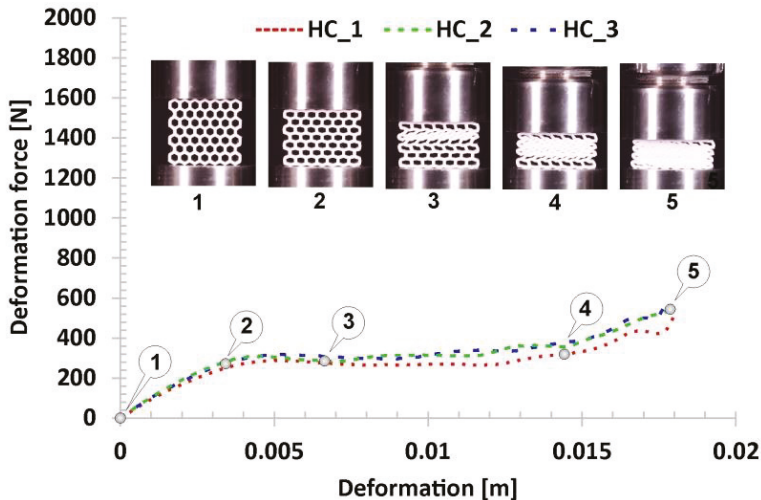 Deformation force [N]
2000
1800
1600
1400
1200
1000
800
600
400
200
0
HC_1 HC_2 HC_3
1 2 3 4 5
1 2 3 4 5
0 0.005 0.01 0.015 0.02
Deformation [m]